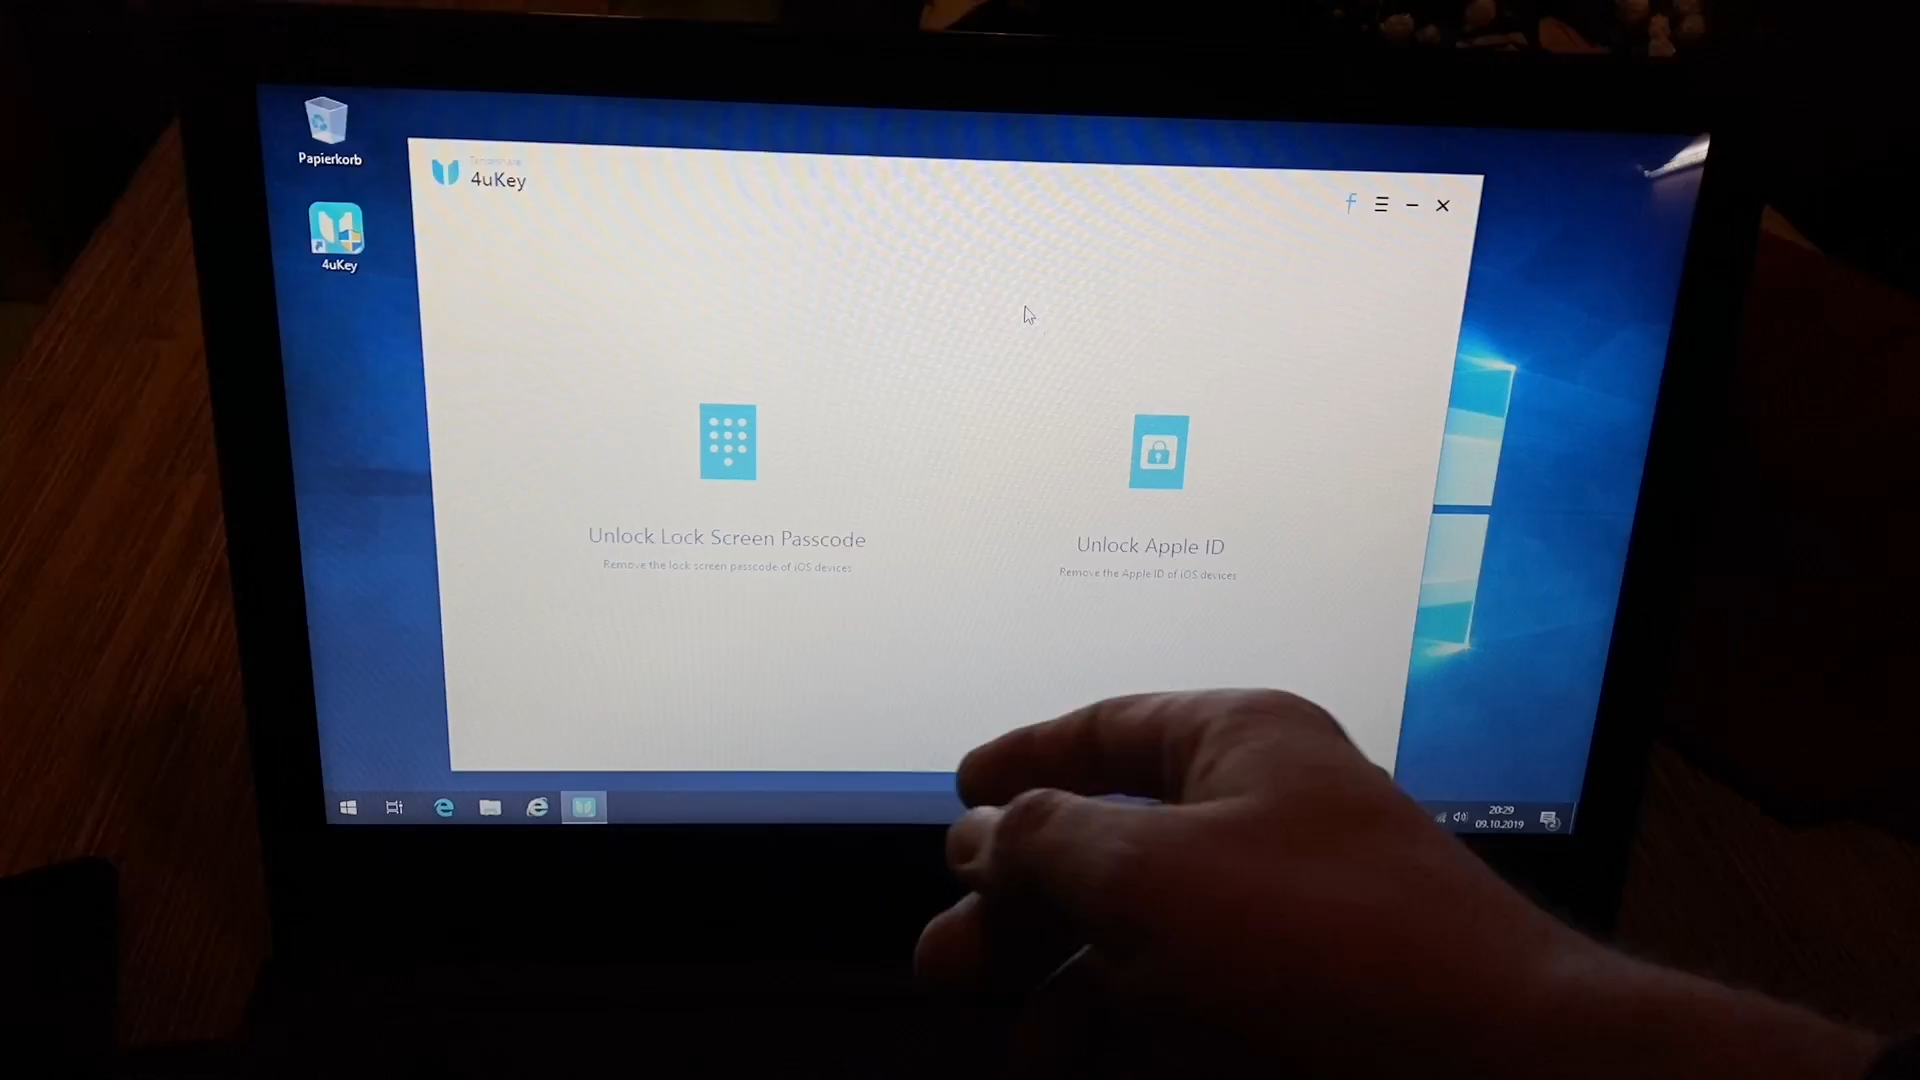 Papierkorb
4uKey
Tenorshare
4uKey
Unlock Lock Screen Passcode
Remove the lock screen passcode of iOS devices
Unlock Apple ID
Remove the Apple ID of iOS devices
20:29
09.10.2019